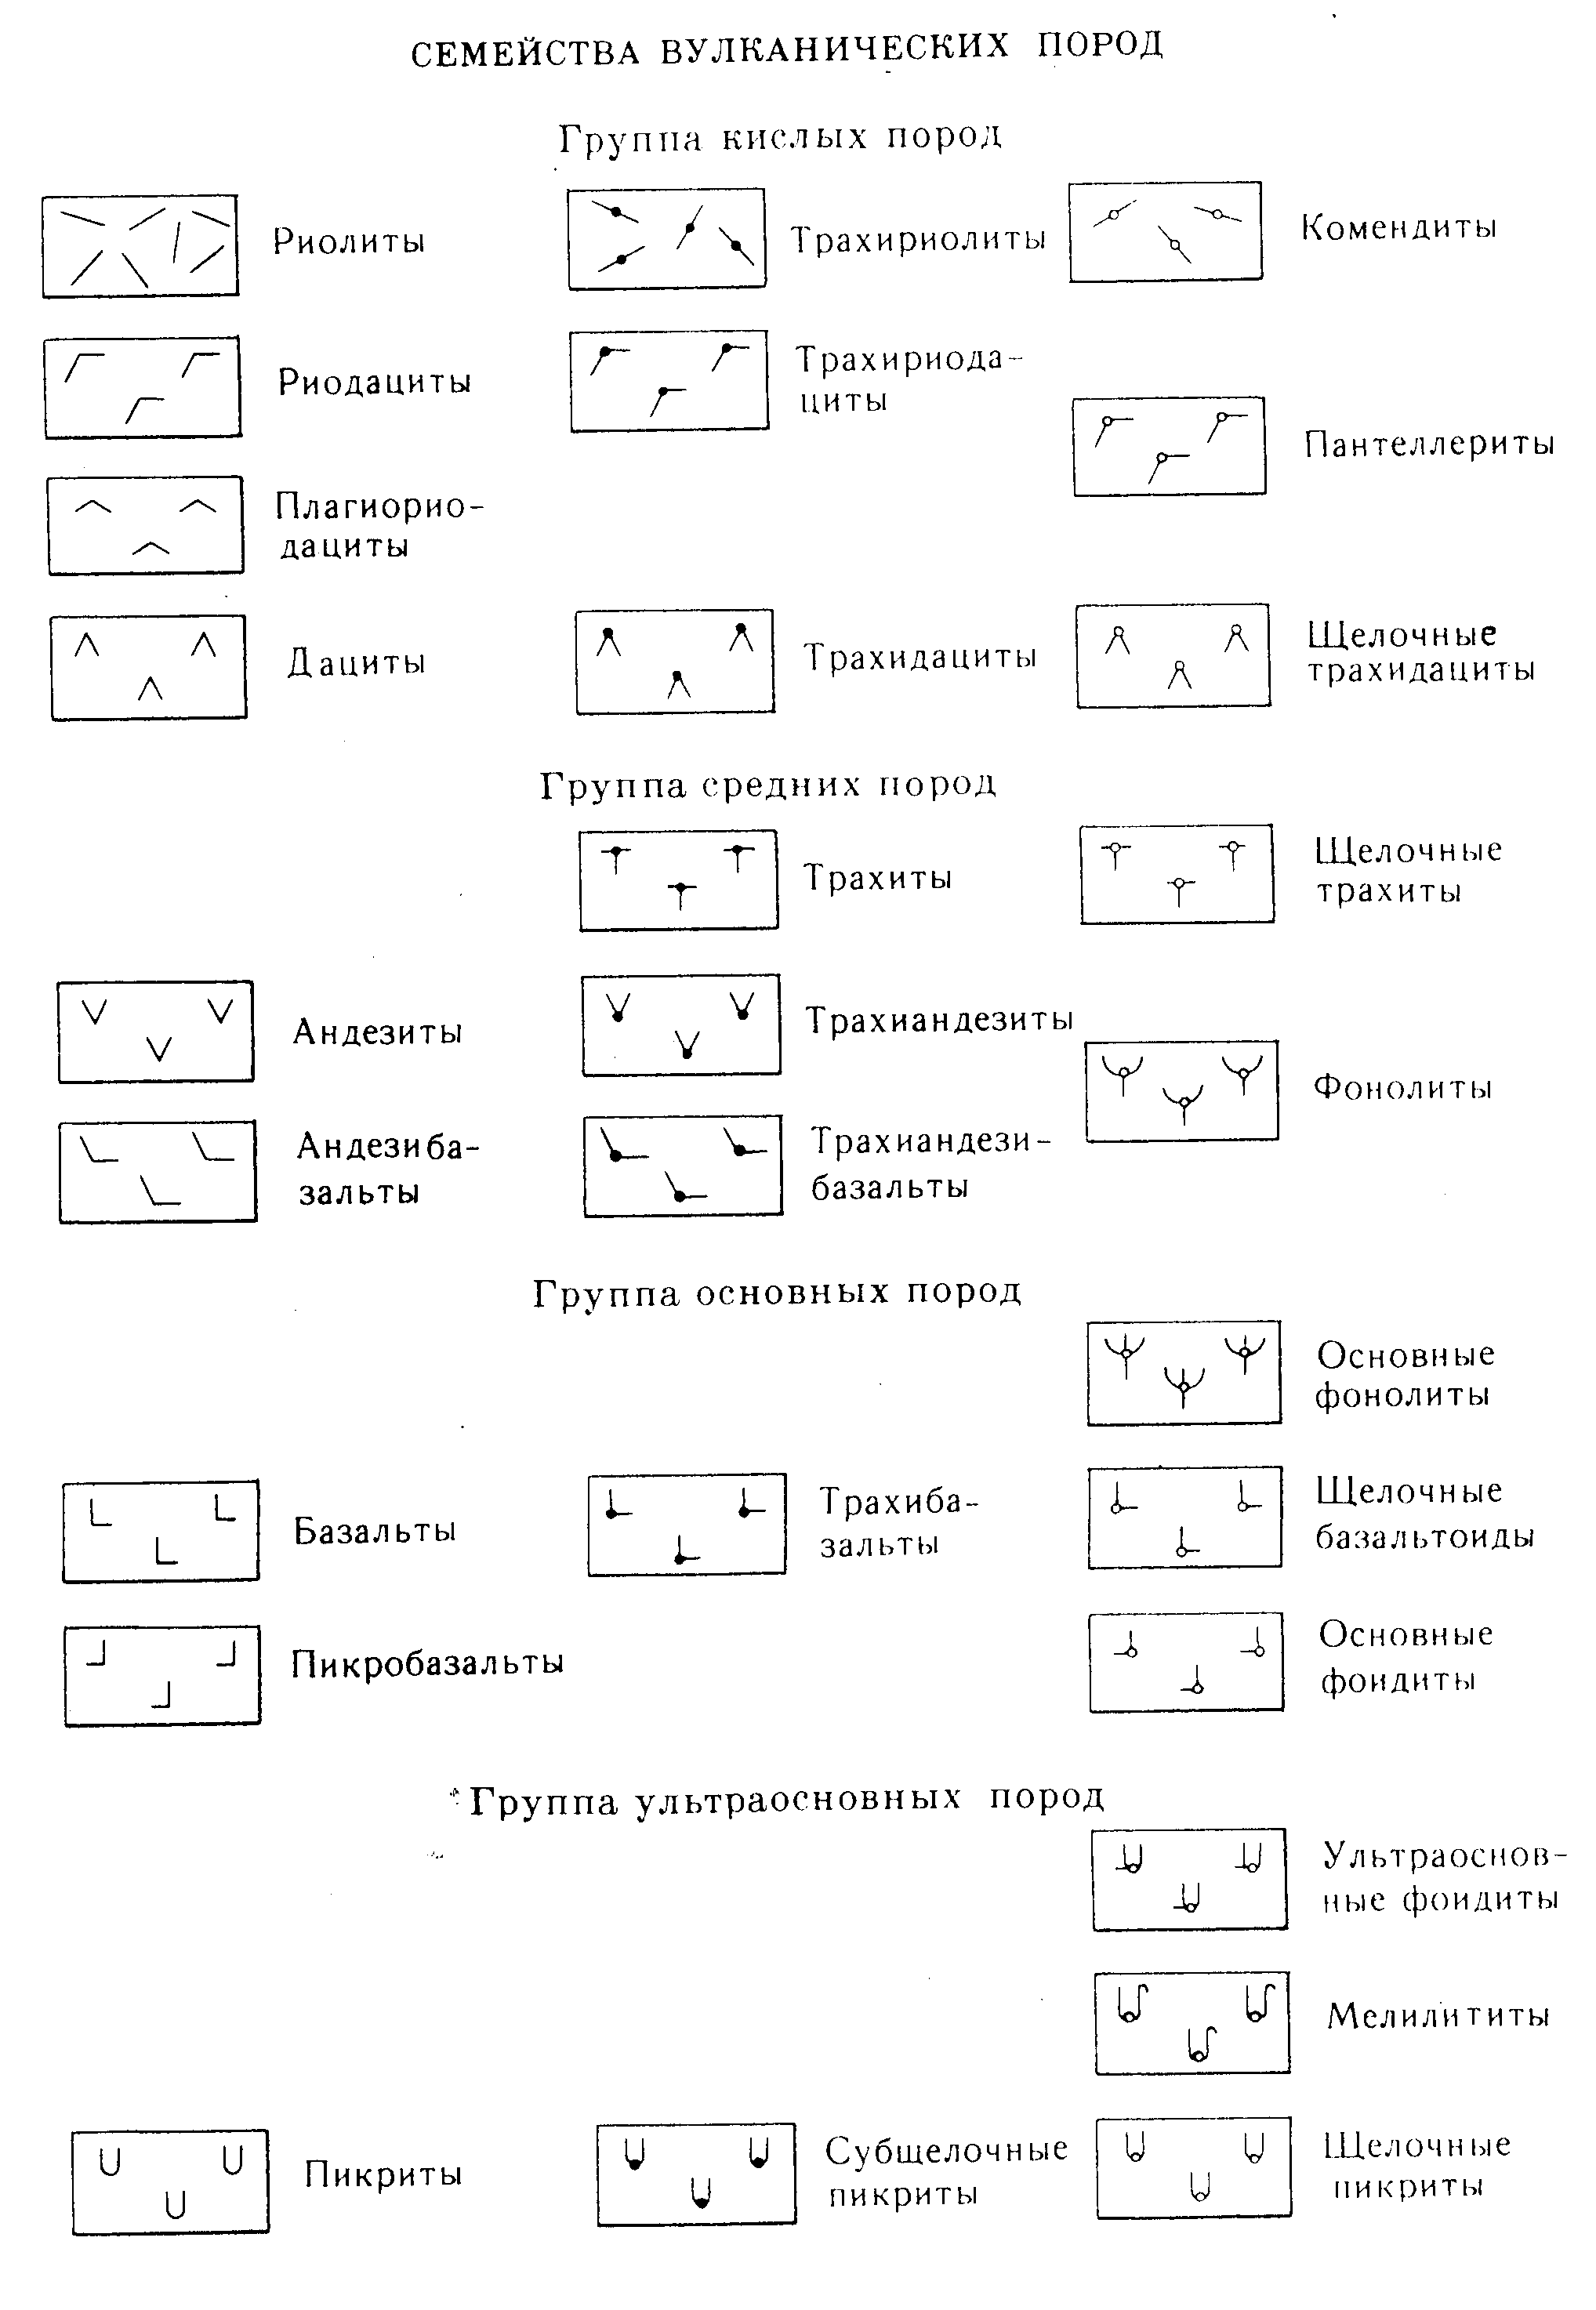 СЕМЕЙСТВА ВУЛКАНИЧЕСКИХ ПОРОД
Группа кислых пород
Риолиты
Трахириолиты
Комендиты
Риодациты
Трахириода-
циты
Пантеллериты
Плагиорио-
дациты
Дациты
Трахидациты
Щелочные
трахидациты
Группа средних пород
Трахиты
Щелочные
трахиты
Андезиты
Трахиандезиты
Фонолиты
Андезиба-
зальты
Трахиандези-
базальты
Группа основных пород
Основные
фонолиты
Базальты
Трахиба-
зальты
Щелочные
базальтоиды
Пикробазальты
Основные
фоидиты
Группа ультраосновных пород
Ультраоснов-
ные фоидиты
Мелилититы
Пикриты
Субщелочные
пикриты
Щелочные
пикриты